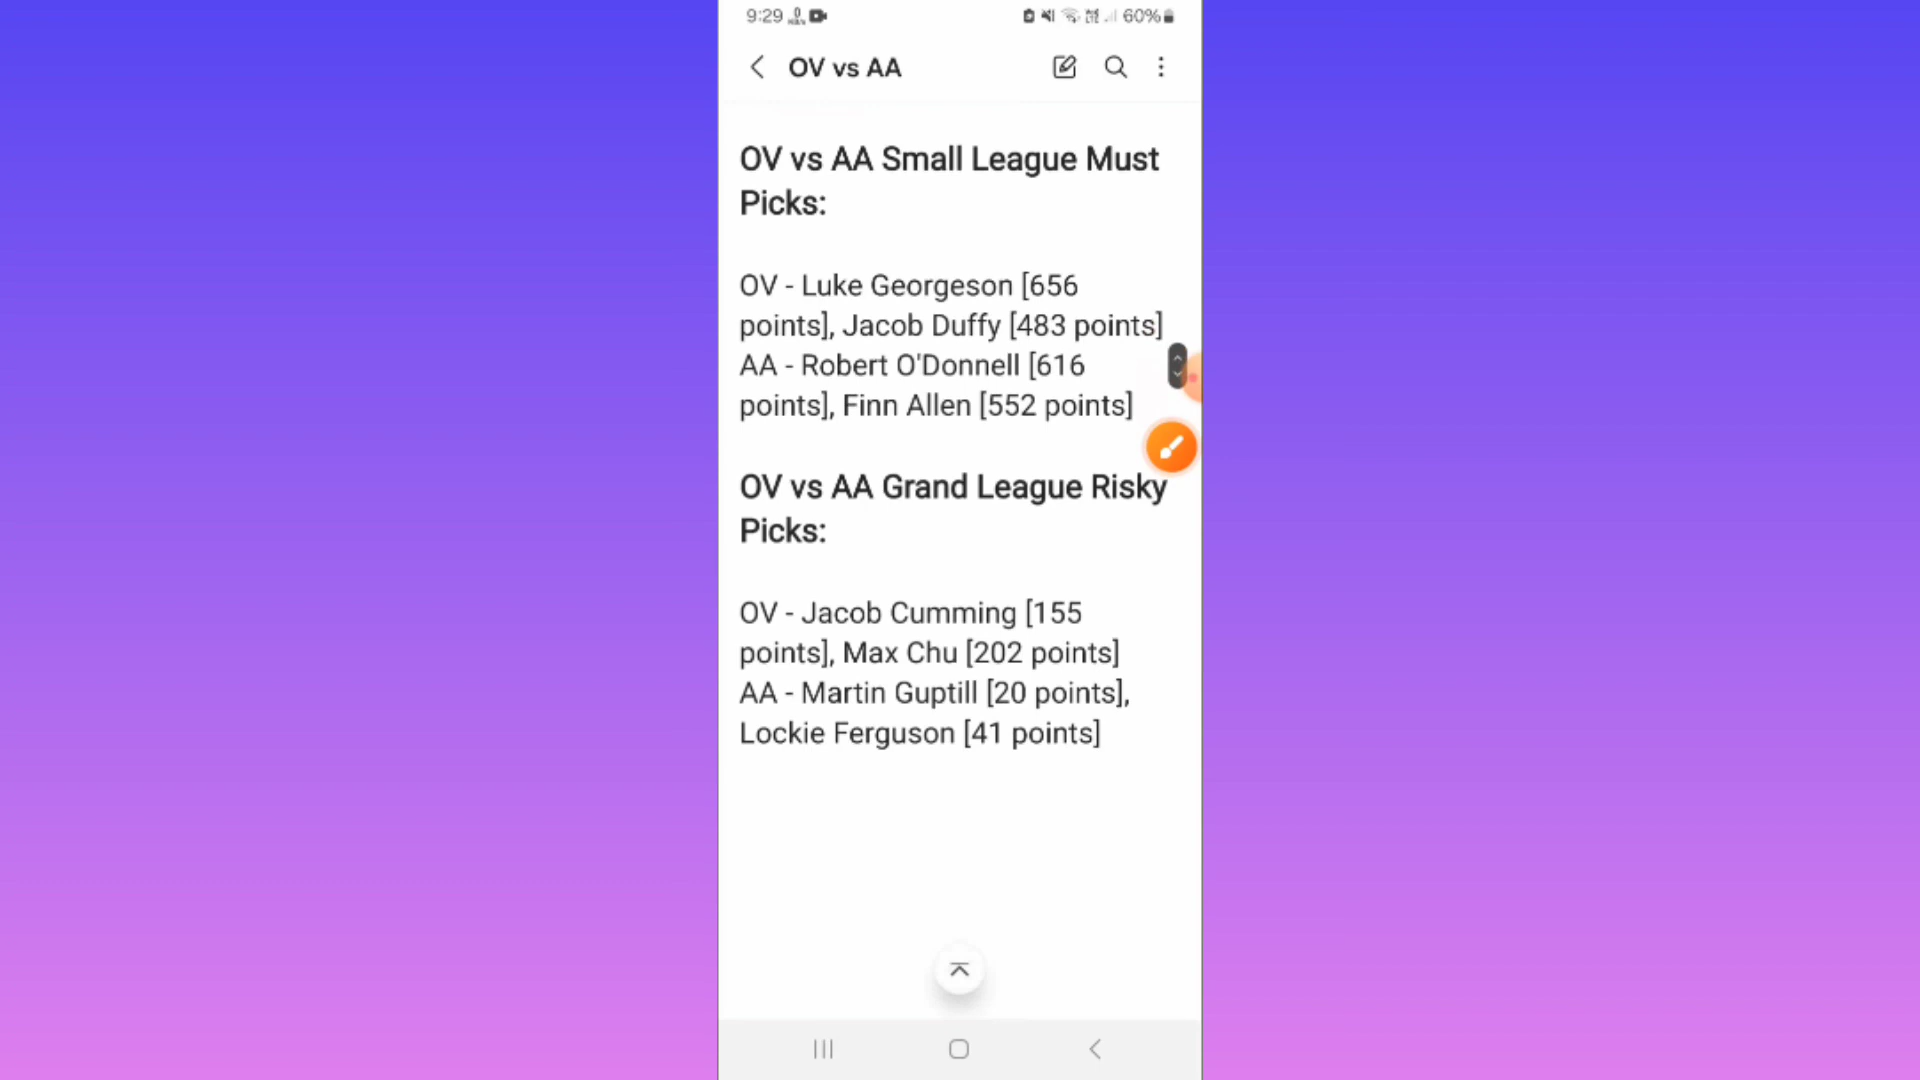 9:29
60%
OV vs AA
OV vs AA Small League Must
Picks:
OV - Luke Georgeson [656
points], Jacob Duffy [483 points]
AA - Robert O'Donnell [616
points], Finn Allen [552 points]
OV vs AA Grand League Risky
Picks:
OV - Jacob Cumming [155
points], Max Chu [202 points]
AA - Martin Guptill [20 points],
Lockie Ferguson [41 points]